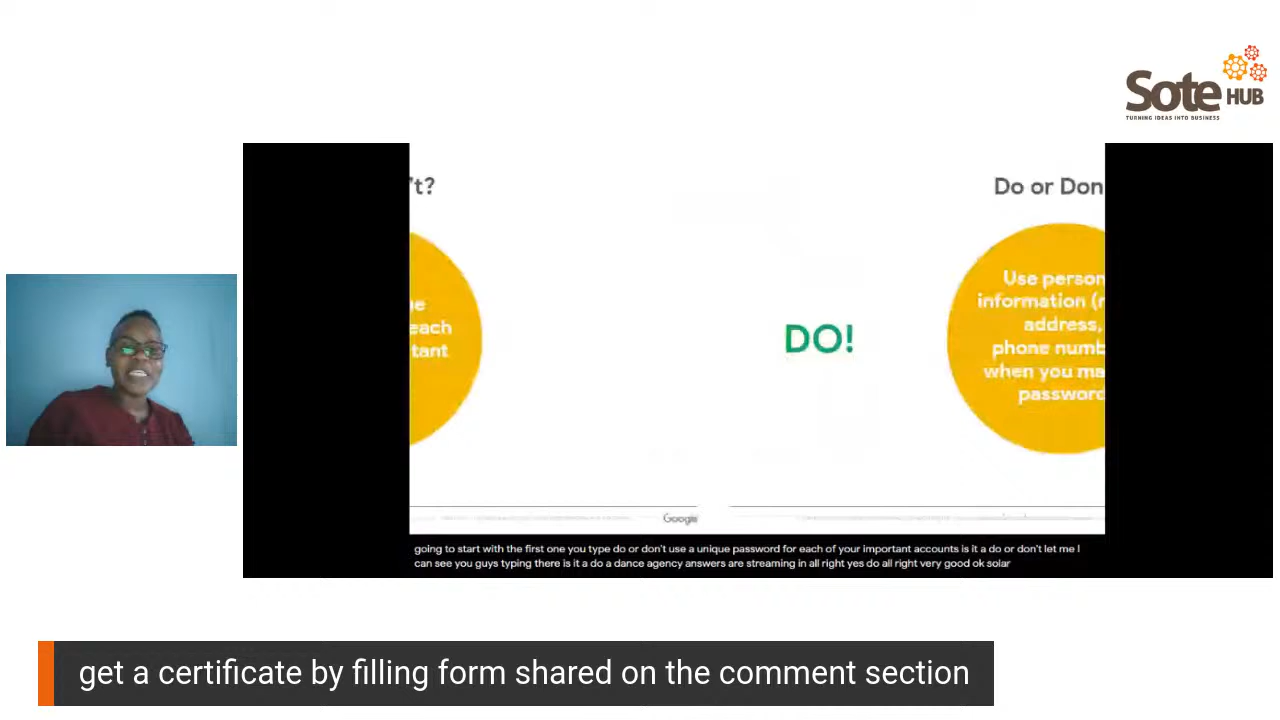 Sote HUB
TURNING IDEAS INTO BUSINESS
't?
Do or Don
each
tant
DO!
Use person
information (
address,
phone numb
when you ma
password
Google
going to start with the first one you type do or don't use a unique password for each of your important accounts is it a do or don't let me I
can see you guys typing there is it a do a dance agency answers are streaming in all right yes do all right very good ok solar
get a certificate by filling form shared on the comment section